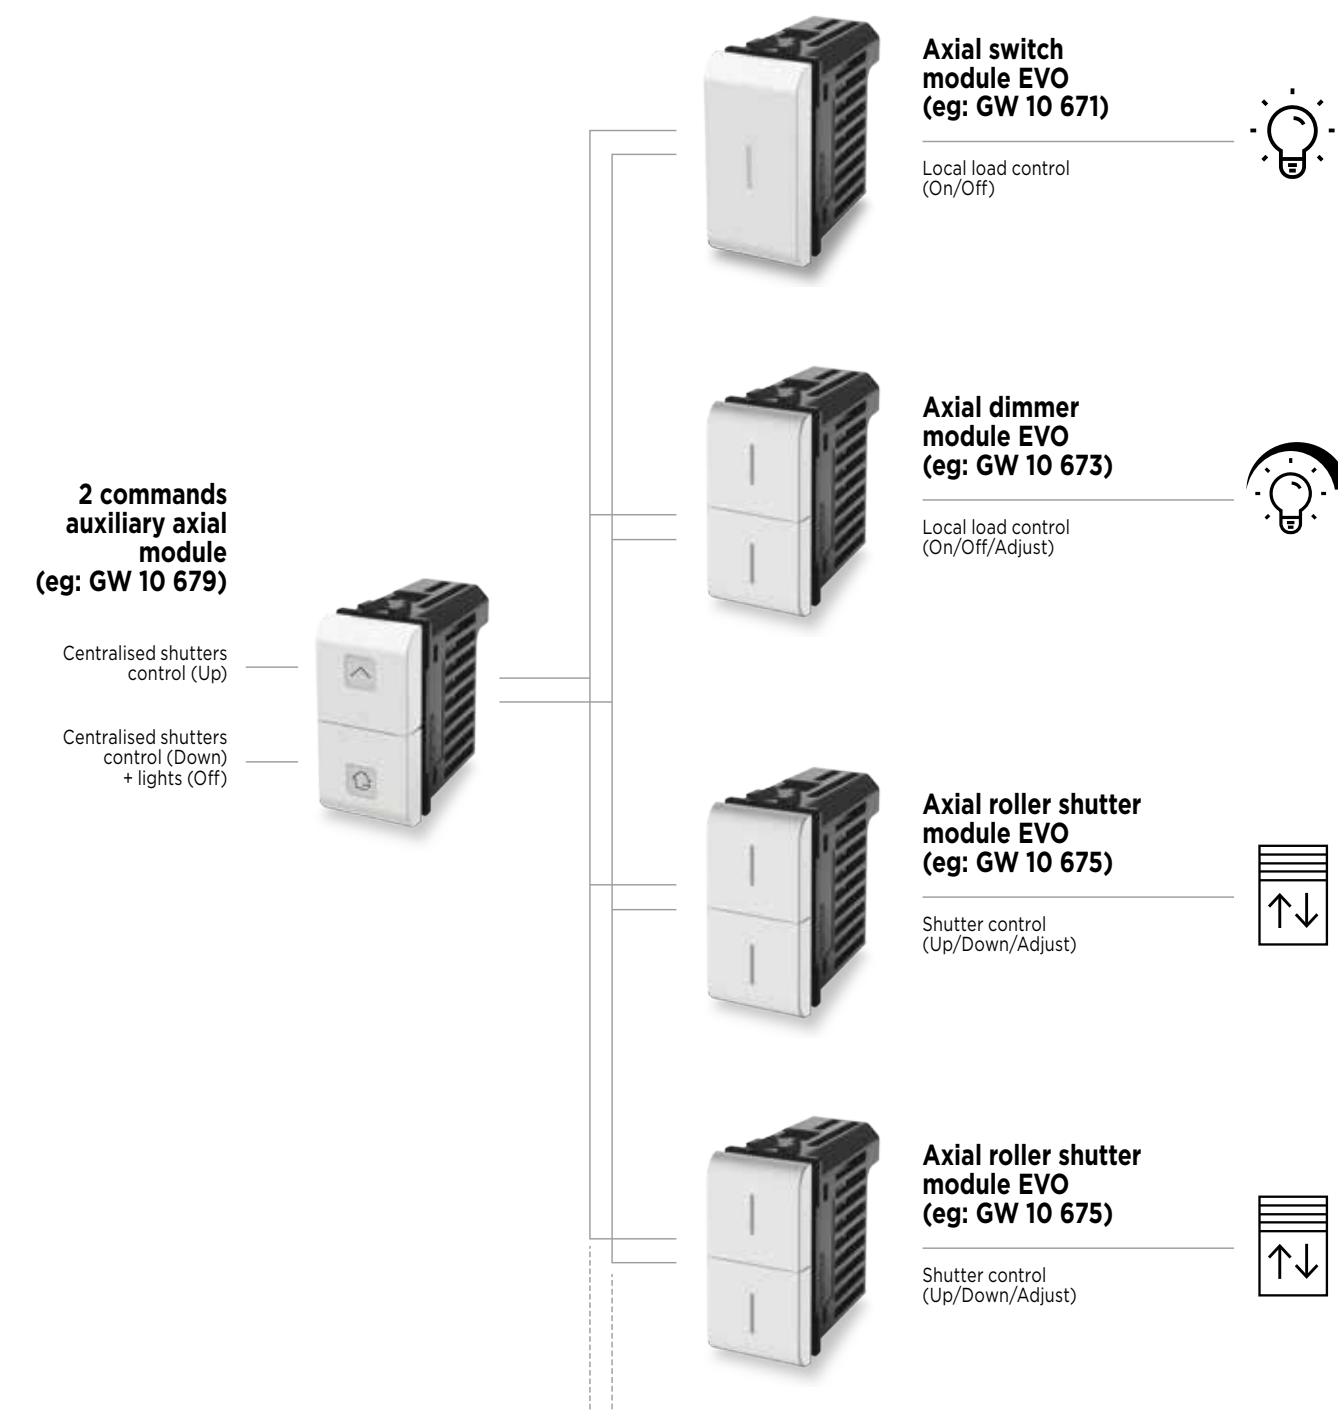 Axial switch
module EVO
(eg: GW 10 671)
Local load control
(On/Off)
Axial dimmer
module EVO
(eg: GW 10 673)
Local load control
(On/Off/Adjust)
2 commands
auxiliary axial
module
(eg: GW 10 679)
Centralised shutters
control (Up)
Centralised shutters
control (Down)
+ lights (Off)
Axial roller shutter
module EVO
(eg: GW 10 675)
Shutter control
(Up/Down/Adjust)
Axial roller shutter
module EVO
(eg: GW 10 675)
Shutter control
(Up/Down/Adjust)